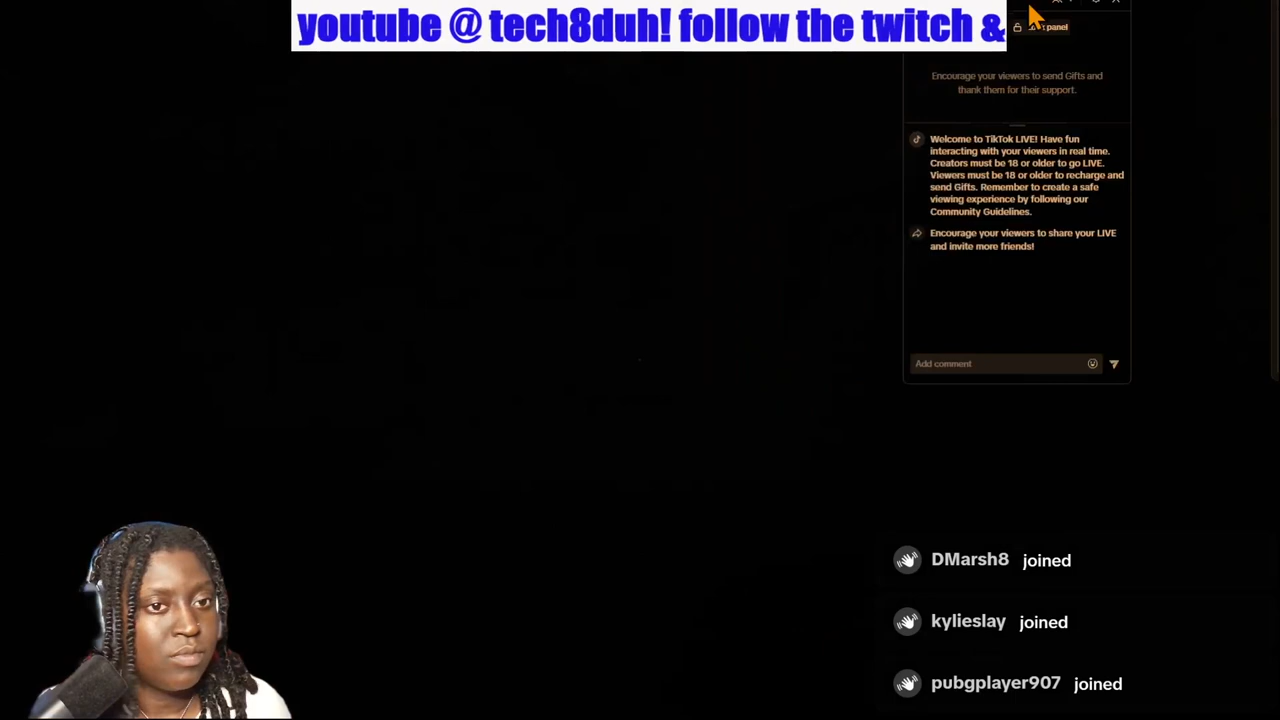 youtube @ tech8duh! follow the twitch &
panel
Encourage your viewers to send Gifts and
thank them for their support.
Welcome to TikTok LIVE! Have fun
interacting with your viewers in real time.
Creators must be 18 or older to go LIVE.
Viewers must be 18 or older to recharge and
send Gifts. Remember to create a safe
viewing experience by following our
Community Guidelines.
Encourage your viewers to share your LIVE
and invite more friends!
Add comment
DMarsh8 joined
kylieslay joined
pubgplayer907 joined